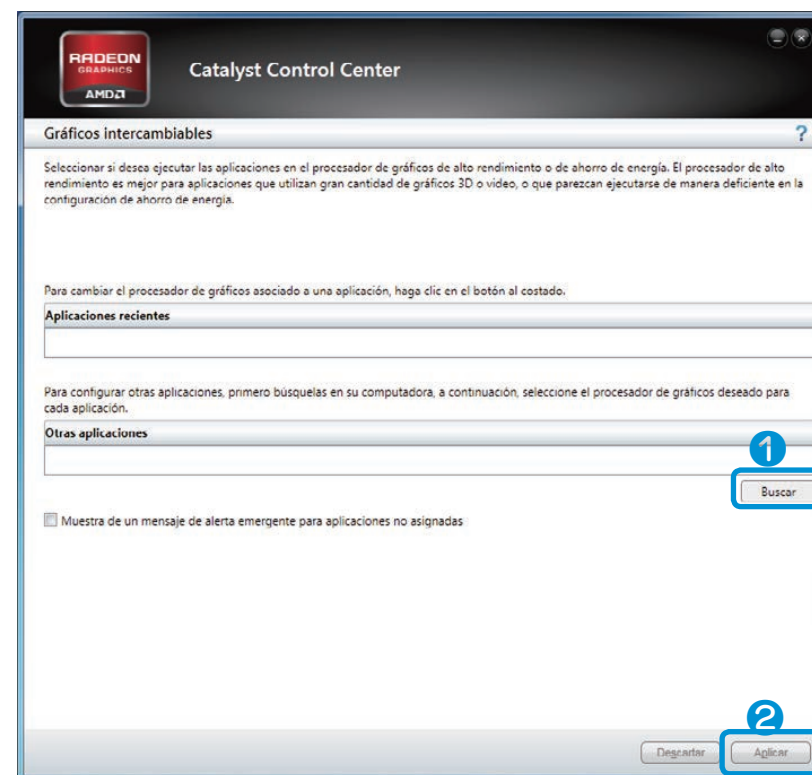 RADEON
GRAPHICS
AMD
Catalyst Control Center
Gráficos intercambiables
?
Seleccionar si desea ejecutar las aplicaciones en el procesador de gráficos de alto rendimiento o de ahorro de energía. El procesador de alto
rendimiento es mejor para aplicaciones que utilizan gran cantidad de gráficos 3D o video, o que parezcan ejecutarse de manera deficiente en la
configuración de ahorro de energía.
Para cambiar el procesador de gráficos asociado a una aplicación, haga clic en el botón al costado.
Aplicaciones recientes
Para configurar otras aplicaciones, primero búsquelas en su computadora, a continuación, seleccione el procesador de gráficos deseado para
cada aplicación.
Otras aplicaciones
1
Buscar
Muestra de un mensaje de alerta emergente para aplicaciones no asignadas
2
Descartar
Aplicar